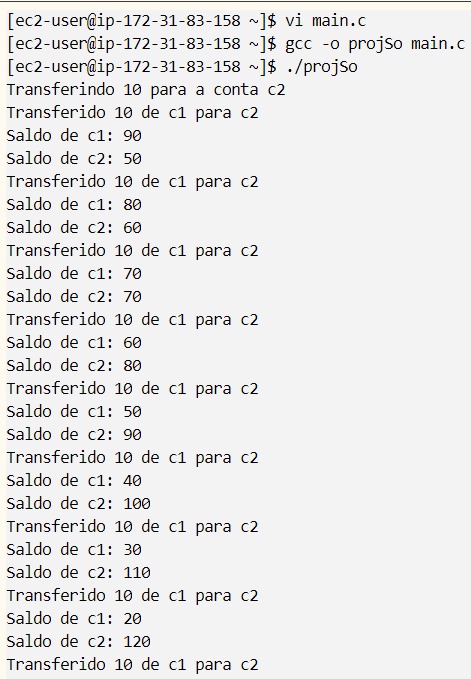 [ec2-user@ip-172-31-83-158 ~]$ vi main.c
[ec2-user@ip-172-31-83-158 ~]$ gcc -o projSo main.c
[ec2-user@ip-172-31-83-158 ~]$ ./projSo
Transferindo 10 para a conta c2
Transferido 10 de c1 para c2
Saldo de c1: 90
Saldo de c2: 50
Transferido 10 de c1 para c2
Saldo de c1: 80
Saldo de c2: 60
Transferido 10 de c1 para c2
Saldo de c1: 70
Saldo de c2: 70
Transferido 10 de c1 para c2
Saldo de c1: 60
Saldo de c2: 80
Transferido 10 de c1 para c2
Saldo de c1: 50
Saldo de c2: 90
Transferido 10 de c1 para c2
Saldo de c1: 40
Saldo de c2: 100
Transferido 10 de c1 para c2
Saldo de c1: 30
Saldo de c2: 110
Transferido 10 de c1 para c2
Saldo de c1: 20
Saldo de c2: 120
Transferido 10 de c1 para c2